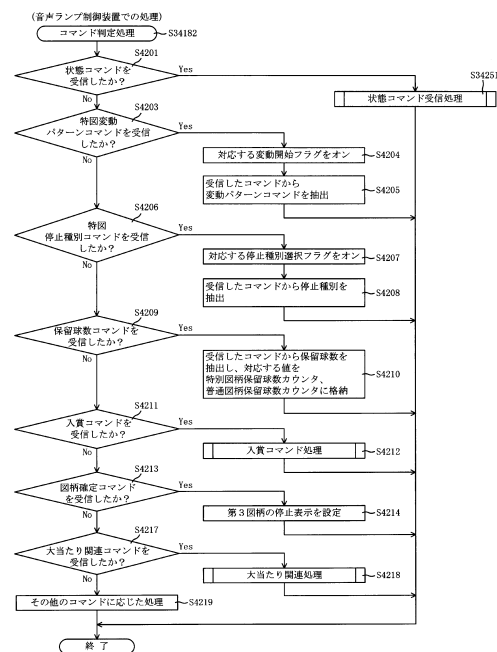 (音声ランプ制御装置での処理)
コマンド判定処理
S34182
S4201
状態コマンドを
受信したか?
Yes
No
S34251
状態コマンド受信処理
S4203
特図変動
パターンコマンドを受信
したか?
Yes
No
対応する変動開始フラグをオン
S4204
受信したコマンドから
変動パターンコマンドを抽出
S4205
S4206
特図
停止種別コマンドを受信
したか?
Yes
No
対応する停止種別選択フラグをオン
S4207
受信したコマンドから停止種別を
抽出
S4208
S4209
保留球数コマンドを
受信したか?
Yes
No
受信したコマンドから保留球数を
抽出し、対応する値を
特別図柄保留球数カウンタ、
普通図柄保留球数カウンタに格納
S4210
S4211
入賞コマンドを
受信したか?
Yes
No
入賞コマンド処理
S4212
S4213
図柄確定コマンド
を受信したか?
Yes
No
第3図柄の停止表示を設定
S4214
S4217
大当たり関連コマンドを
受信したか?
Yes
No
大当たり関連処理
S4218
その他のコマンドに応じた処理
S4219
終了